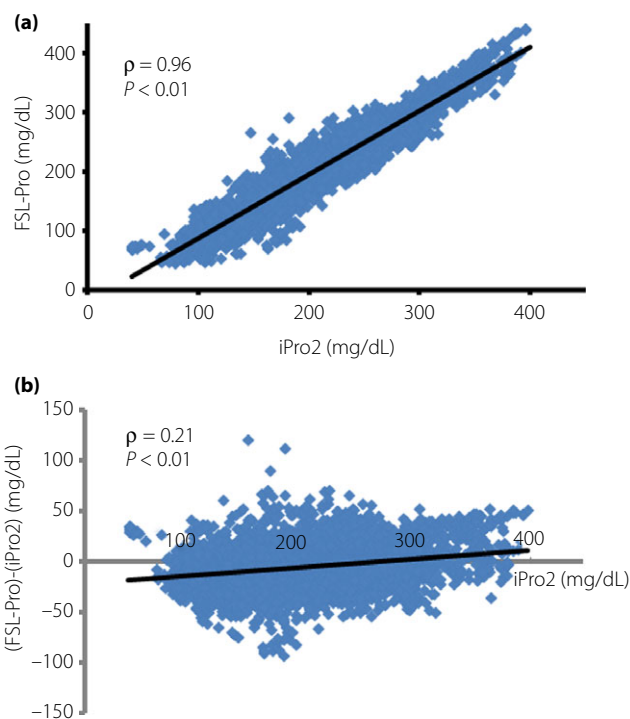 (a)
ρ = 0.96
P < 0.01
FSL-Pro (mg/dL)
400
300
200
100
0
0 100 200 300 400
iPro2 (mg/dL)
(b)
ρ = 0.21
P < 0.01
(FSL-Pro)-(iPro2) (mg/dL)
150
100
50
0
−50
−100
−150
100 200 300 400
iPro2 (mg/dL)